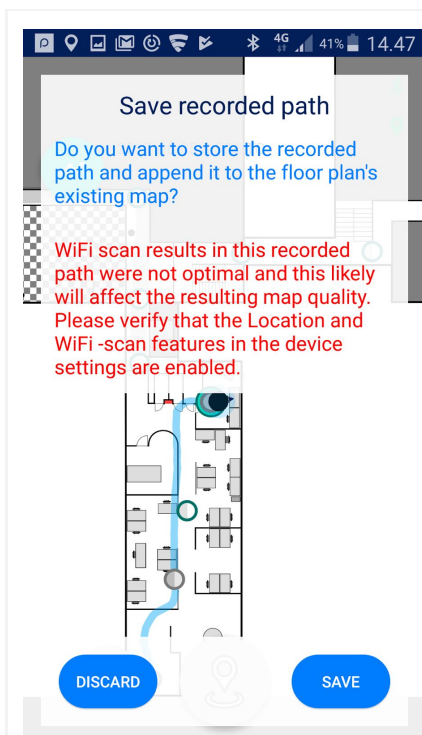 4G 41% 14.47
Save recorded path
Do you want to store the recorded
path and append it to the floor plan's
existing map?
WiFi scan results in this recorded
path were not optimal and this likely
will affect the resulting map quality.
Please verify that the Location and
WiFi -scan features in the device
settings are enabled.
DISCARD
SAVE